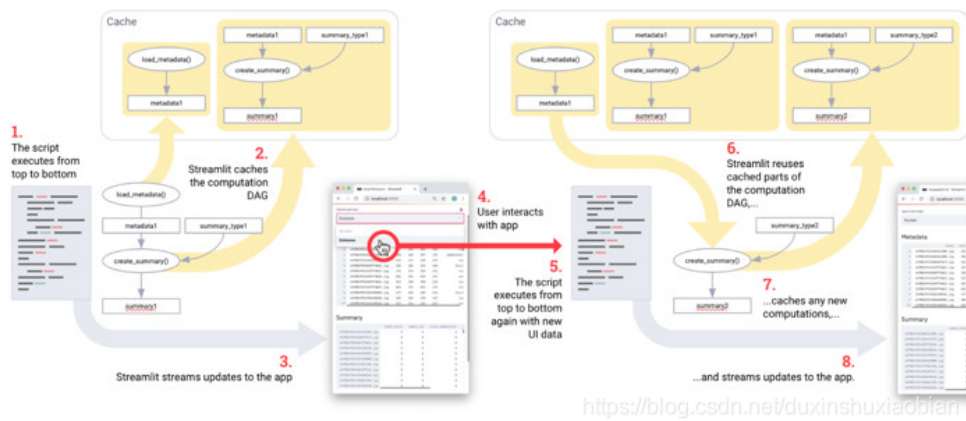 Cache
load_metadata()
metadata1
metadata1
summary_type1
create_summary()
summary1
1.
The script
executes from
top to bottom
2.
Streamlit caches
the computation
DAG
load_metadata()
metadata1
summary_type1
create_summary()
summary1
3.
Streamlit streams updates to the app
Summary
4.
User interacts
with app
5.
The script
executes from
top to bottom
again with new
UI data
Cache
load_metadata()
metadata1
metadata1
summary_type1
create_summary()
summary1
metadata1
summary_type2
create_summary()
summary2
6.
Streamlit reuses
cached parts of
the computation
DAG,...
summary_type2
create_summary()
summary2
7.
...caches any new
computations,...
8.
...and streams updates to the app.
Metadata
Summary
https://blog.csdn.net/duxinshuxiaobian